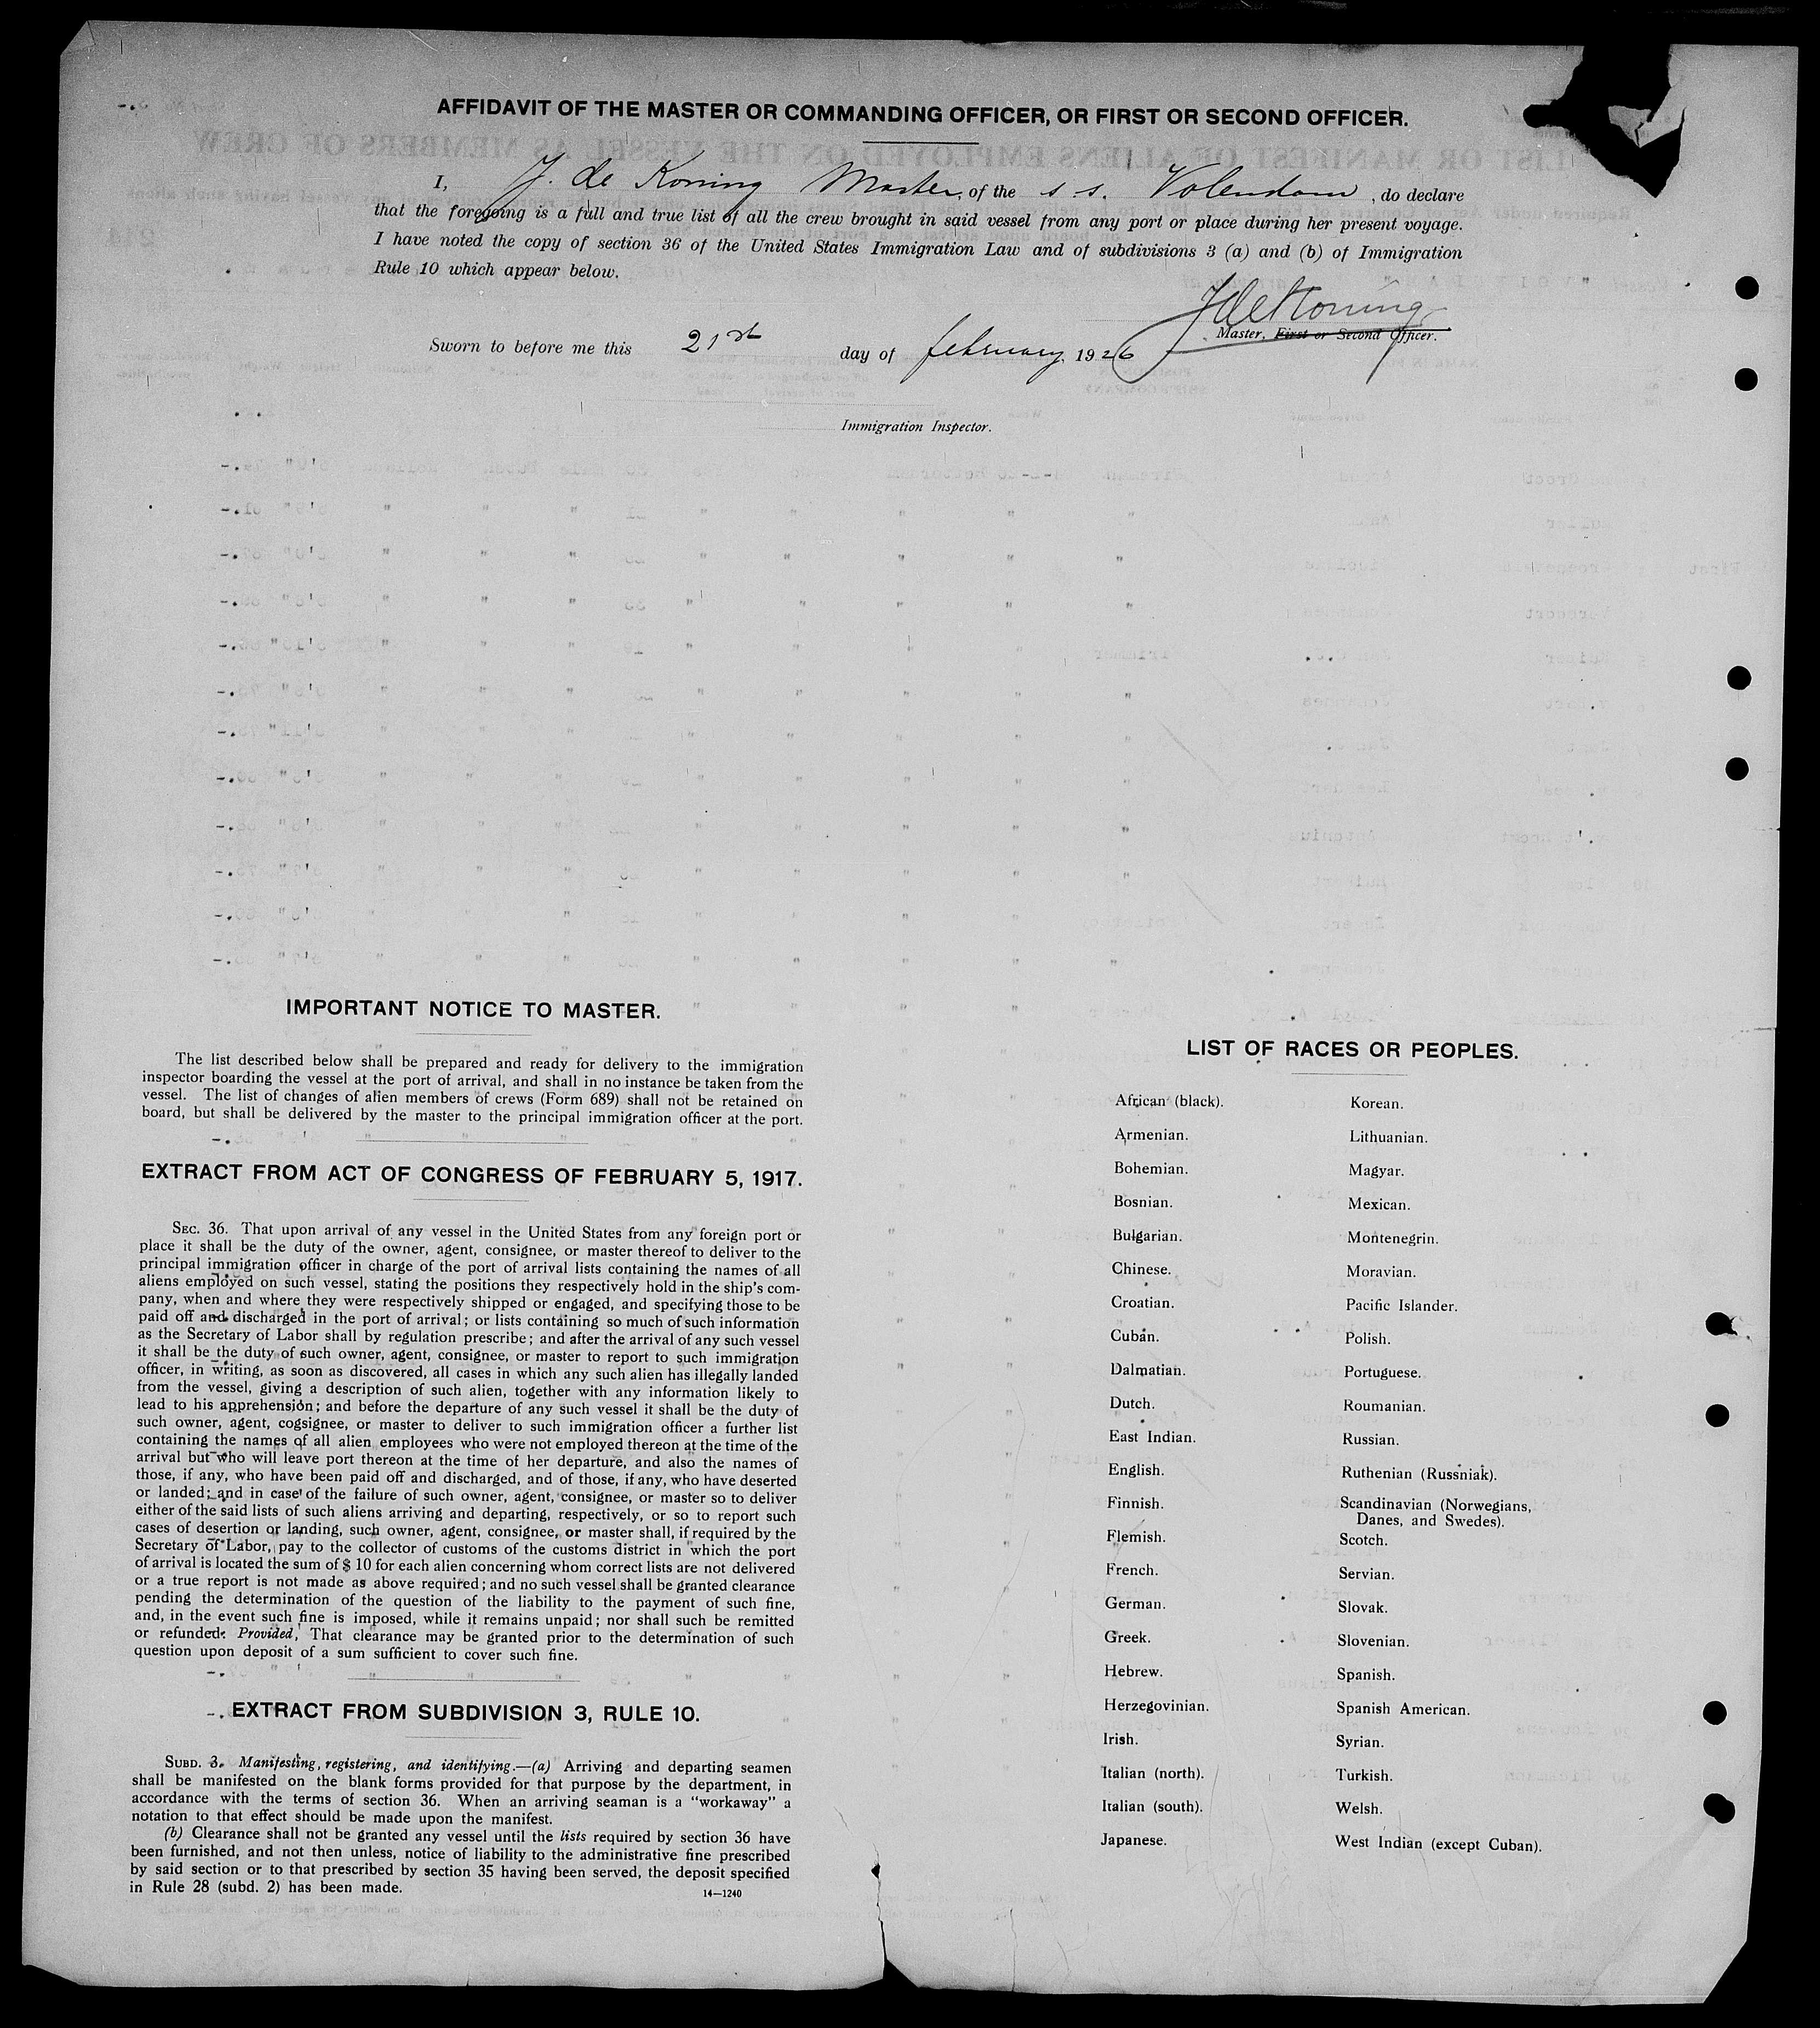 AFFIDAVIT OF THE MASTER OR COMMANDING OFFICER, OR FIRST OR SECOND OFFICER.
I, J. de Koning Master, of the s.s. Volendam, do declare
that the foregoing is a full and true list of all the crew brought in said vessel from any port or place during her present voyage.
I have noted the copy of section 36 of the United States Immigration Law and of subdivisions 3 (a) and (b) of Immigration
Rule 10 which appear below.
JdeKoning
Master, First or Second Officer.
Sworn to before me this 21st day of february, 1926
Immigration Inspector.
IMPORTANT NOTICE TO MASTER.
The list described below shall be prepared and ready for delivery to the immigration
inspector boarding the vessel at the port of arrival, and shall in no instance be taken from the
vessel. The list of changes of alien members of crews (Form 689) shall not be retained on
board, but shall be delivered by the master to the principal immigration officer at the port.
EXTRACT FROM ACT OF CONGRESS OF FEBRUARY 5, 1917.
SEC. 36. That upon arrival of any vessel in the United States from any foreign port or
place it shall be the duty of the owner, agent, consignee, or master thereof to deliver to the
principal immigration officer in charge of the port of arrival lists containing the names of all
aliens employed on such vessel, stating the positions they respectively hold in the ship's com-
pany, when and where they were respectively shipped or engaged, and specifying those to be
paid off and discharged in the port of arrival; or lists containing so much of such information
as the Secretary of Labor shall by regulation prescribe; and after the arrival of any such vessel
it shall be the duty of such owner, agent, consignee, or master to report to such immigration
officer, in writing, as soon as discovered, all cases in which any such alien has illegally landed
from the vessel, giving a description of such alien, together with any information likely to
lead to his apprehension; and before the departure of any such vessel it shall be the duty of
such owner, agent, cogsignee, or master to deliver to such immigration officer a further list
containing the names of all alien employees who were not employed thereon at the time of the
arrival but who will leave port thereon at the time of her departure, and also the names of
those, if any, who have been paid off and discharged, and of those, if any, who have deserted
or landed; and in case of the failure of such owner, agent, consignee, or master so to deliver
either of the said lists of such aliens arriving and departing, respectively, or so to report such
cases of desertion or landing, such owner, agent, consignee, or master shall, if required by the
Secretary of Labor, pay to the collector of customs of the customs district in which the port
of arrival is located the sum of $ 10 for each alien concerning whom correct lists are not delivered
or a true report is not made as above required; and no such vessel shall be granted clearance
pending the determination of the question of the liability to the payment of such fine,
and, in the event such fine is imposed, while it remains unpaid; nor shall such be remitted
or refunded: Provided, That clearance may be granted prior to the determination of such
question upon deposit of a sum sufficient to cover such fine.
EXTRACT FROM SUBDIVISION 3, RULE 10.
SUBD. 3. Manifesting, registering, and identifying.—(a) Arriving and departing seamen
shall be manifested on the blank forms provided for that purpose by the department, in
accordance with the terms of section 36. When an arriving seaman is a "workaway" a
notation to that effect should be made upon the manifest.
(b) Clearance shall not be granted any vessel until the lists required by section 36 have
been furnished, and not then unless, notice of liability to the administrative fine prescribed
by said section or to that prescribed by section 35 having been served, the deposit specified
in Rule 28 (subd. 2) has been made.
14—1240
LIST OF RACES OR PEOPLES.
African (black).
Armenian.
Bohemian.
Bosnian.
Bulgarian.
Chinese.
Croatian.
Cuban.
Dalmatian.
Dutch.
East Indian.
English.
Finnish.
Flemish.
French.
German.
Greek.
Hebrew.
Herzegovinian.
Irish.
Italian (north).
Italian (south).
Japanese.
Korean.
Lithuanian.
Magyar.
Mexican.
Montenegrin.
Moravian.
Pacific Islander.
Polish.
Portuguese.
Roumanian.
Russian.
Ruthenian (Russniak).
Scandinavian (Norwegians,
Danes, and Swedes).
Scotch.
Servian.
Slovak.
Slovenian.
Spanish.
Spanish American.
Syrian.
Turkish.
Welsh.
West Indian (except Cuban).